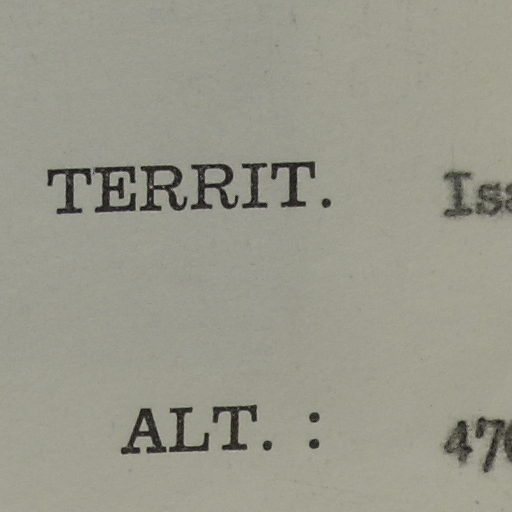 TERRIT.
ALT. :